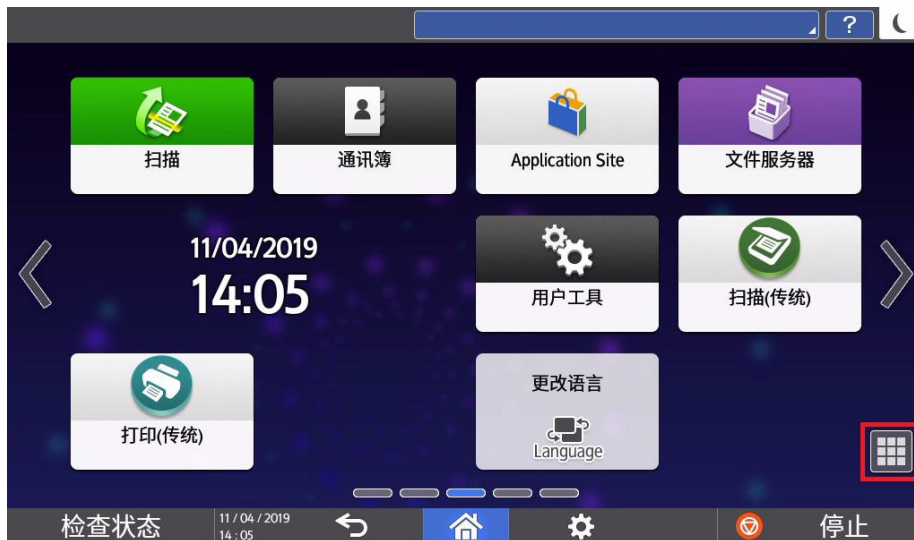 ?
扫描
通讯簿
Application Site
文件服务器
11/04/2019
14:05
用户工具
扫描(传统)
打印(传统)
更改语言
Language
检查状态
11 / 04 / 2019
14 : 05
停止